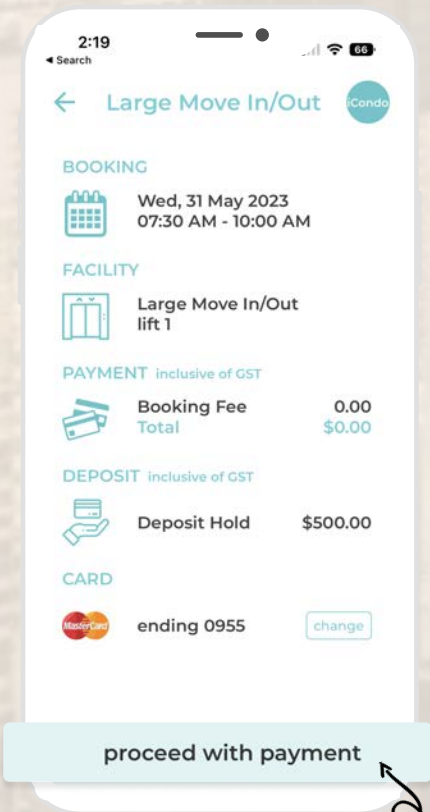 2:19
66
◀ Search
← Large Move In/Out
iCondo
BOOKING
Wed, 31 May 2023
07:30 AM - 10:00 AM
FACILITY
Large Move In/Out
lift 1
PAYMENT inclusive of GST
Booking Fee 0.00
Total $0.00
DEPOSIT inclusive of GST
Deposit Hold $500.00
CARD
MasterCard ending 0955 change
proceed with payment